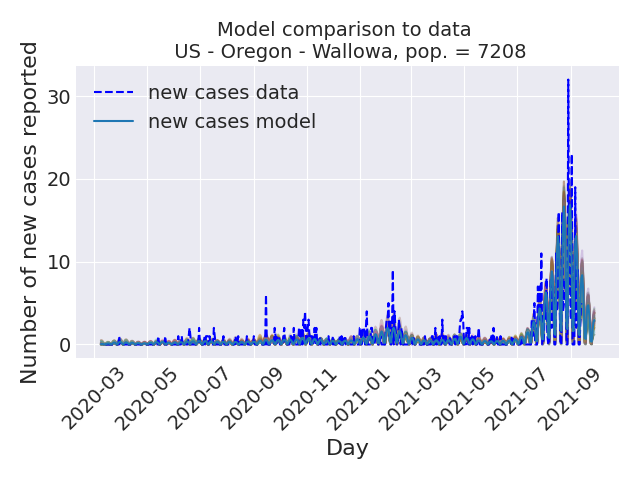 Model comparison to data
US - Oregon - Wallowa, pop. = 7208
Number of new cases reported
30
20
10
0
new cases data
new cases model
2020-03
2020-05
2020-07
2020-09
2020-11
2021-01
2021-03
2021-05
2021-07
2021-09
Day